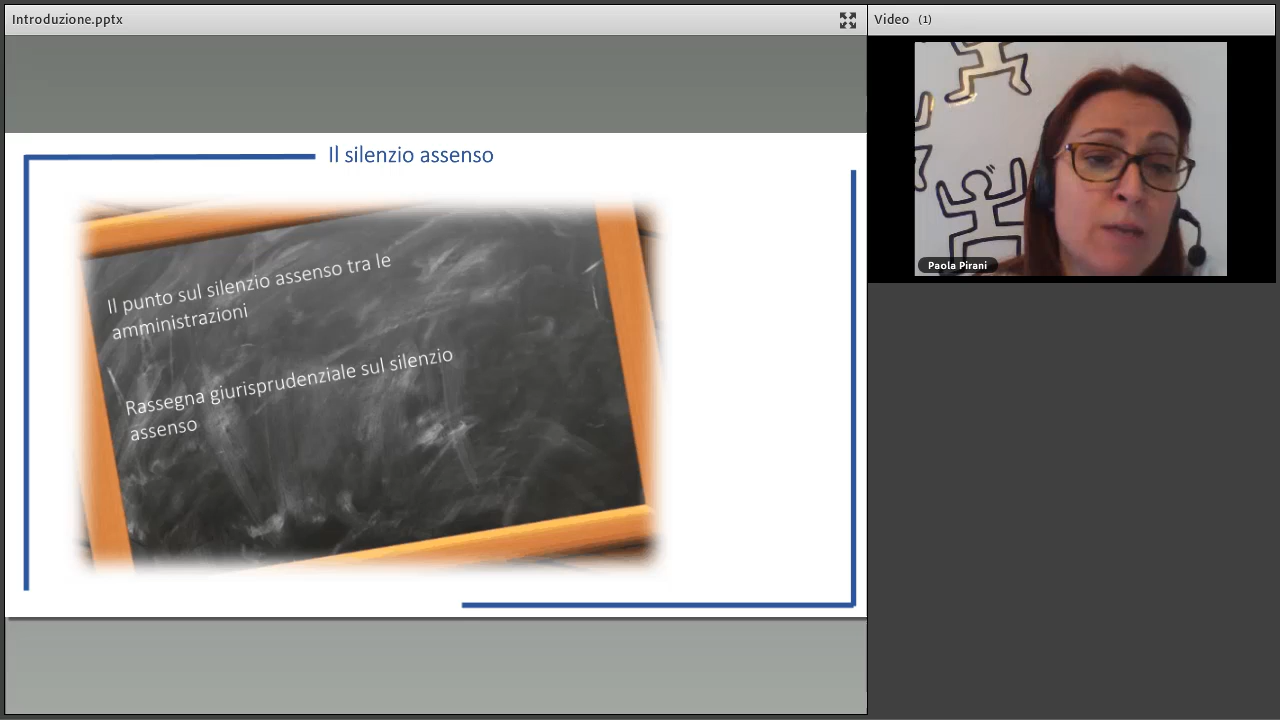 Introduzione.pptx
Video (1)
Il silenzio assenso
Il punto sul silenzio assenso tra le
amministrazioni
Rassegna giurisprudenziale sul silenzio
assenso
Paola Pirani